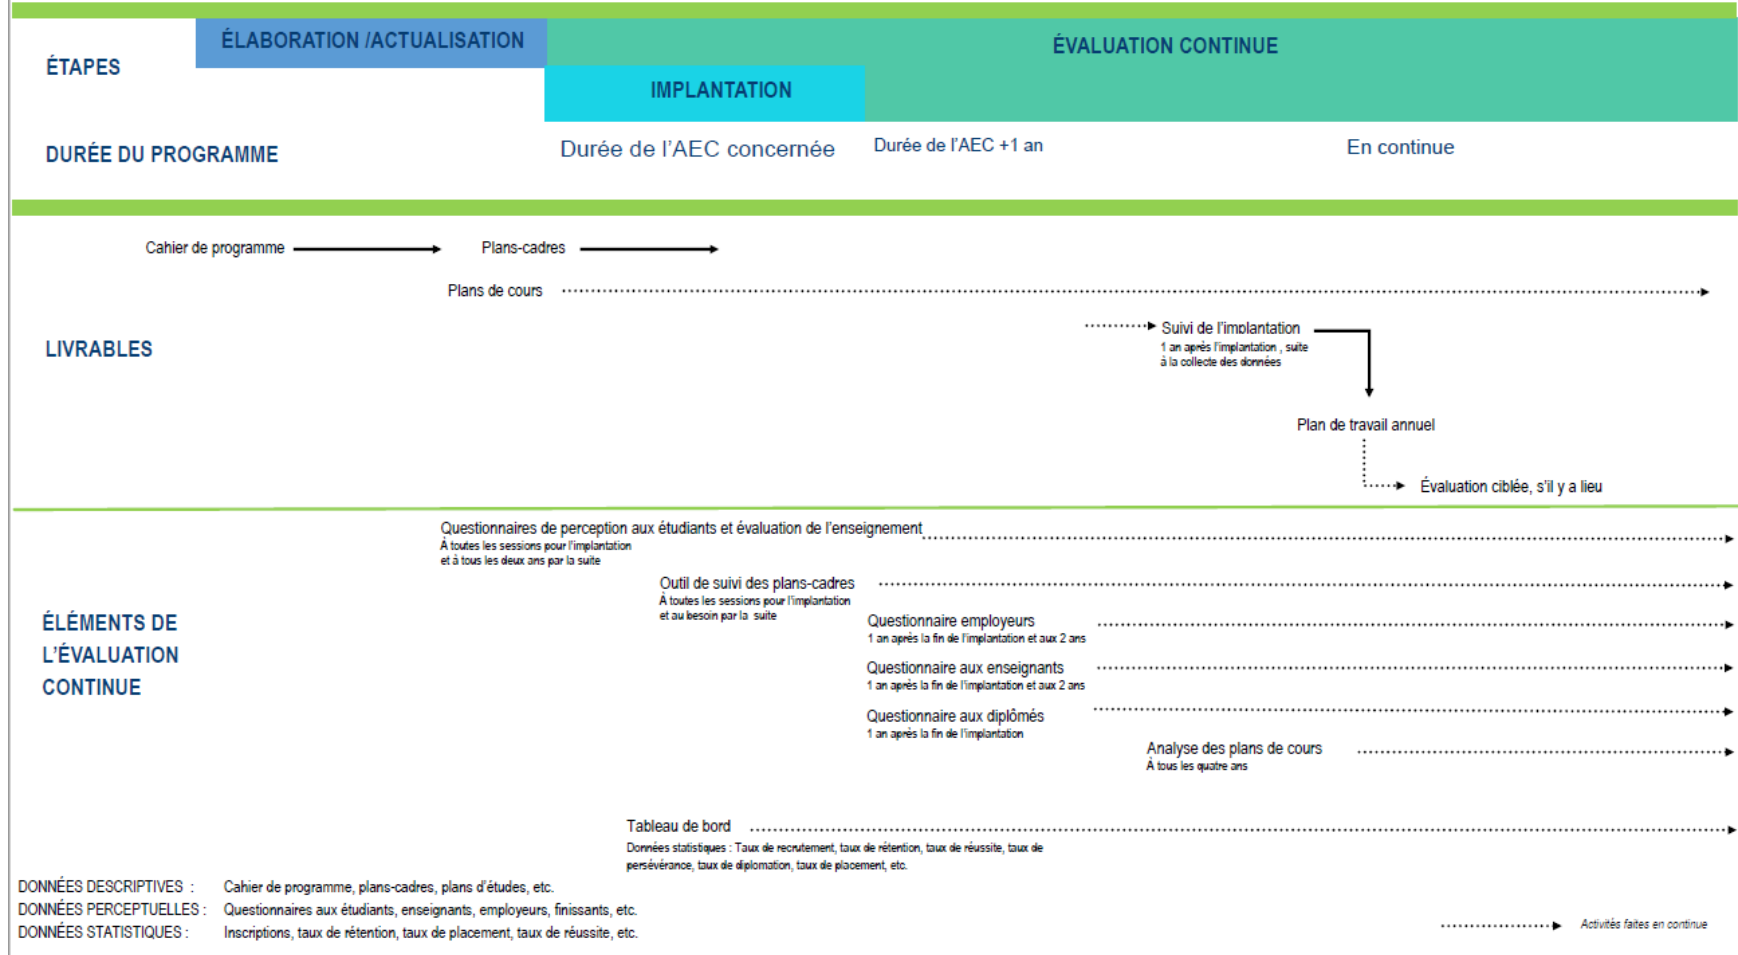 ÉTAPES
ÉLABORATION /ACTUALISATION
ÉVALUATION CONTINUE
IMPLANTATION
DURÉE DU PROGRAMME
Durée de l'AEC concernée
Durée de l'AEC +1 an
En continue
Cahier de programme
Plans-cadres
Plans de cours
LIVRABLES
Suivi de l'implantation
1 an après l'implantation , suite
à la collecte des données
Plan de travail annuel
Évaluation ciblée, s'il y a lieu
Questionnaires de perception aux étudiants et évaluation de l'enseignement
À toutes les sessions pour l'implantation
et à tous les deux ans par la suite
Outil de suivi des plans-cadres
À toutes les sessions pour l'implantation
et au besoin par la suite
ÉLÉMENTS DE
L'ÉVALUATION
CONTINUE
Questionnaire employeurs
1 an après la fin de l'implantation et aux 2 ans
Questionnaire aux enseignants
1 an après la fin de l'implantation et aux 2 ans
Questionnaire aux diplômés
1 an après la fin de l'implantation
Analyse des plans de cours
À tous les quatre ans
Tableau de bord
Données statistiques : Taux de recrutement, taux de rétention, taux de réussite, taux de
persévérance, taux de diplomation, taux de placement, etc.
DONNÉES DESCRIPTIVES : Cahier de programme, plans-cadres, plans d'études, etc.
DONNÉES PERCEPTUELLES : Questionnaires aux étudiants, enseignants, employeurs, finissants, etc.
DONNÉES STATISTIQUES : Inscriptions, taux de rétention, taux de placement, taux de réussite, etc.
Activités faites en continue